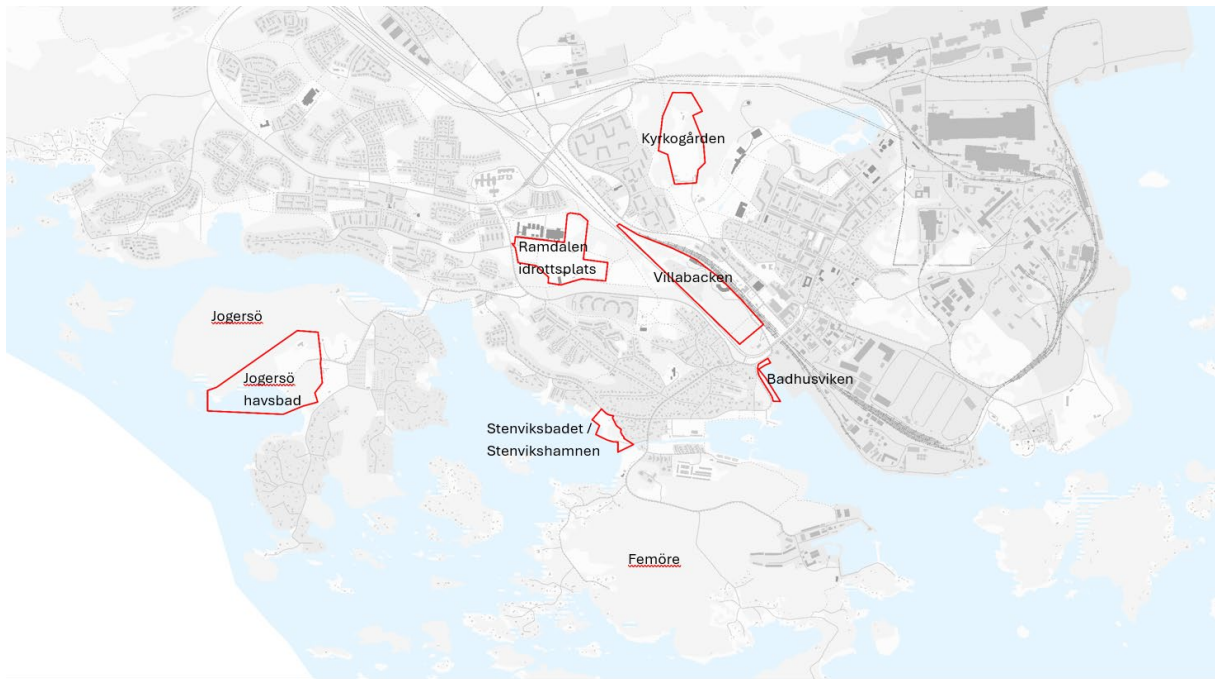 Kyrkogården
Ramdalen
idrottsplats
Villabacken
Jogersö
Jogersö
havsbad
Badhusviken
Stenviksbadet /
Stenvikshamnen
Femöre